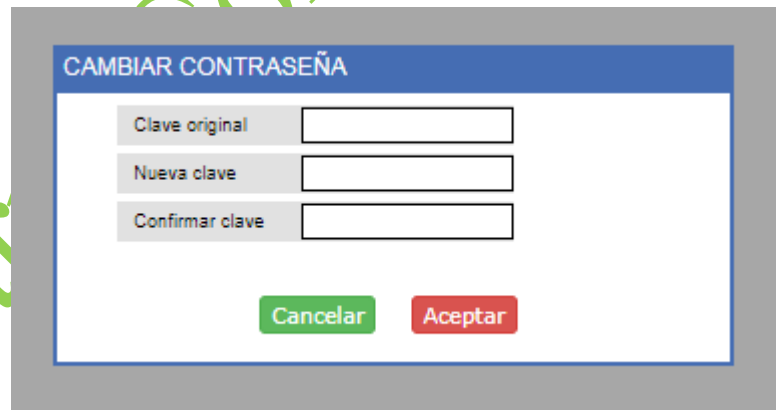 CAMBIAR CONTRASEÑA
Clave original
Nueva clave
Confirmar clave
Cancelar Aceptar